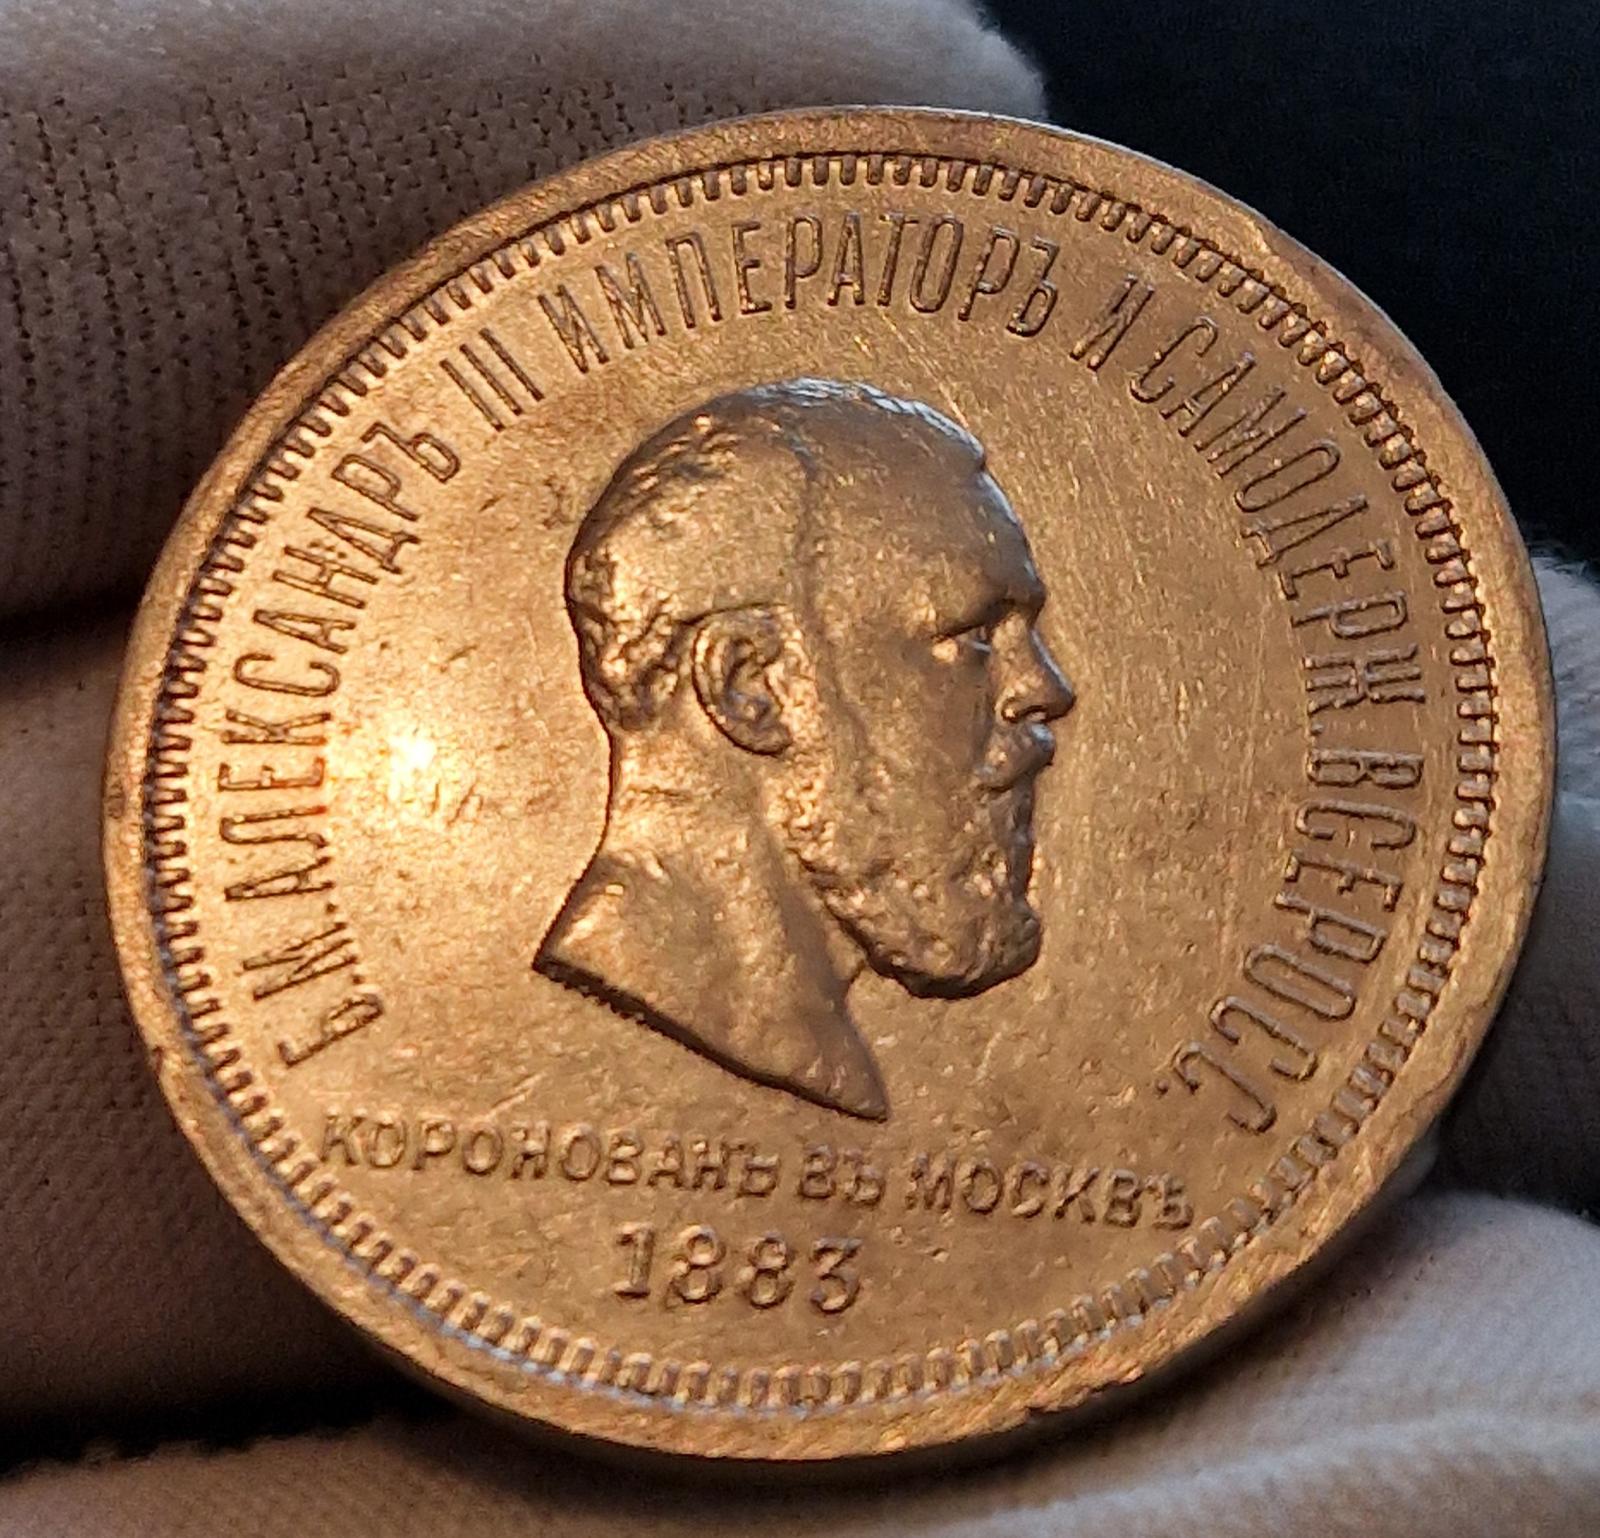 Б.М.АЛЕКСАНДРЪ III ИМПЕРАТОРЪ И САМОДЕРЖ.ВСЕРОСС.
КОРОНОВАНЪ ВЪ МОСКВѢ
1883